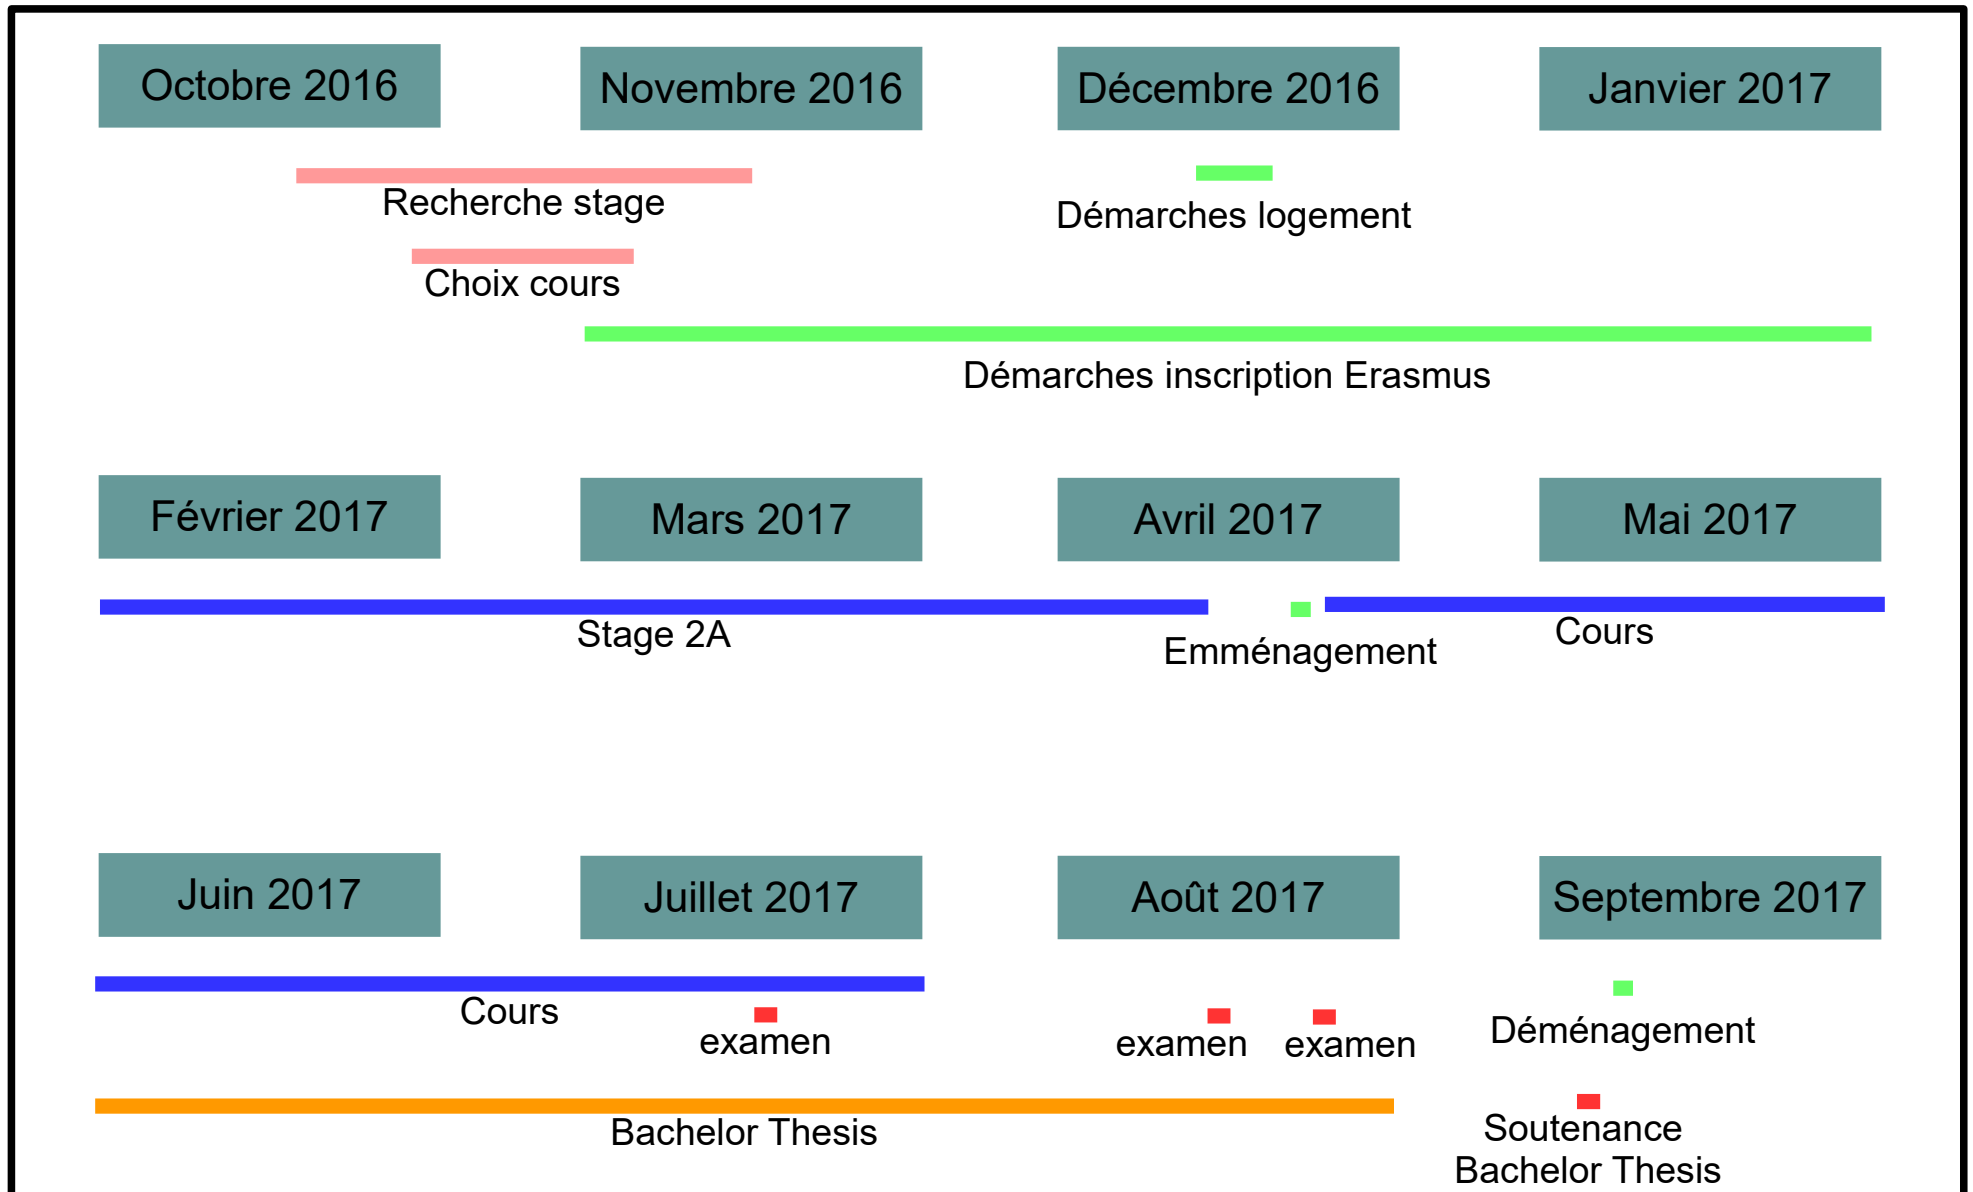 Octobre 2016
Novembre 2016
Décembre 2016
Janvier 2017
Recherche stage
Démarches logement
Choix cours
Démarches inscription Erasmus
Février 2017
Mars 2017
Avril 2017
Mai 2017
Stage 2A
Emménagement
Cours
Juin 2017
Juillet 2017
Août 2017
Septembre 2017
Cours
examen
examen
examen
Déménagement
Bachelor Thesis
Soutenance
Bachelor Thesis